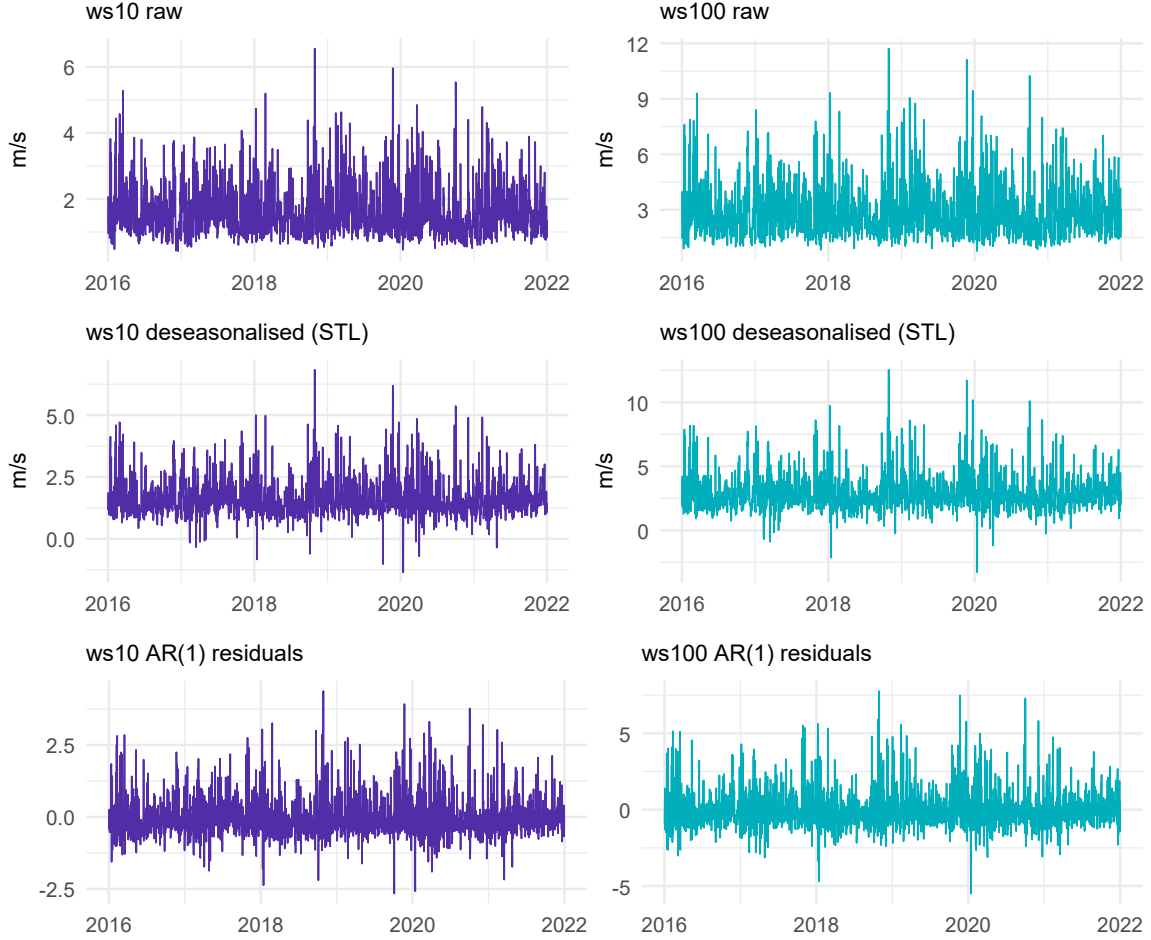 ws10 raw
m/s
6
4
2
2016 2018 2020 2022
ws100 raw
m/s
12
9
6
3
2016 2018 2020 2022
ws10 deseasonalised (STL)
m/s
5.0
2.5
0.0
2016 2018 2020 2022
ws100 deseasonalised (STL)
m/s
10
5
0
2016 2018 2020 2022
ws10 AR(1) residuals
2.5
0.0
-2.5
2016 2018 2020 2022
ws100 AR(1) residuals
5
0
-5
2016 2018 2020 2022